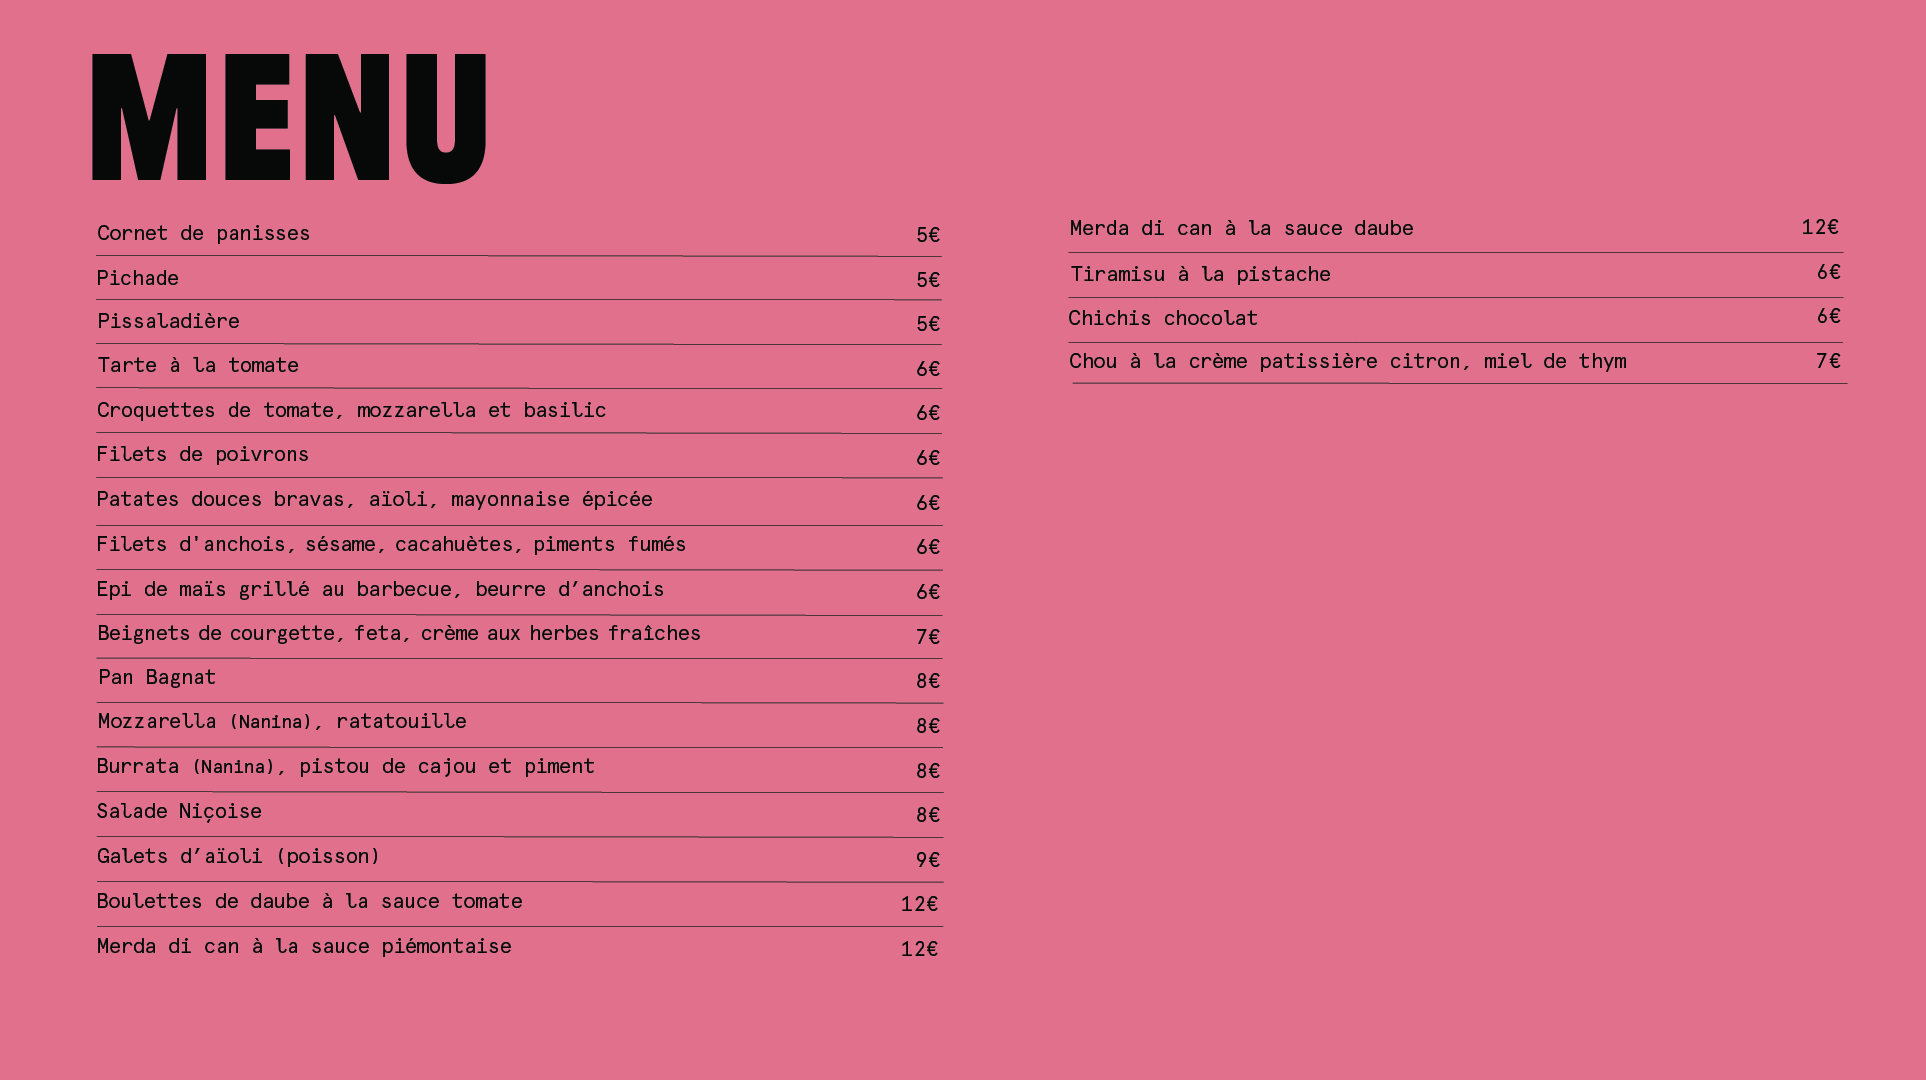 MENU
Cornet de panisses 5€
Pichade 5€
Pissaladière 5€
Tarte à la tomate 6€
Croquettes de tomate, mozzarella et basilic 6€
Filets de poivrons 6€
Patates douces bravas, aïoli, mayonnaise épicée 6€
Filets d'anchois, sésame, cacahuètes, piments fumés 6€
Epi de maïs grillé au barbecue, beurre d’anchois 6€
Beignets de courgette, feta, crème aux herbes fraîches 7€
Pan Bagnat 8€
Mozzarella (Nanina), ratatouille 8€
Burrata (Nanina), pistou de cajou et piment 8€
Salade Niçoise 8€
Galets d’aïoli (poisson) 9€
Boulettes de daube à la sauce tomate 12€
Merda di can à la sauce piémontaise 12€
Merda di can à la sauce daube 12€
Tiramisu à la pistache 6€
Chichis chocolat 6€
Chou à la crème patissière citron, miel de thym 7€